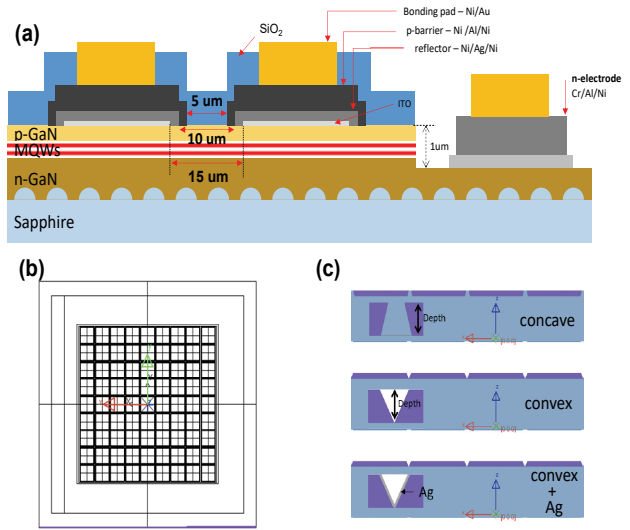 (a)
SiO2
Bonding pad – Ni/Au
p-barrier – Ni /Al/Ni
reflector – Ni/Ag/Ni
n-electrode
Cr/Al/Ni
ITO
5 um
10 um
15 um
1um
p-GaN
MQWs
n-GaN
Sapphire
(b)
(c)
Depth
concave
Depth
convex
Ag
convex
+
Ag